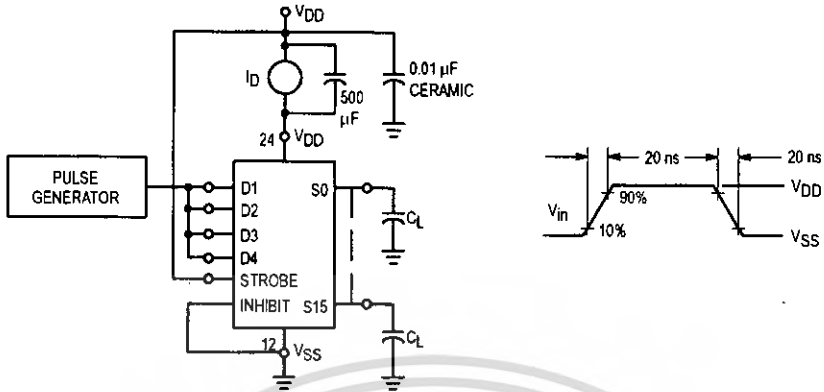 VDD
ID
500 µF
0.01 µF
CERAMIC
24 VDD
PULSE
GENERATOR
D1
D2
D3
D4
STROBE
INHIBIT
S0
S15
CL
CL
12 VSS
20 ns
20 ns
Vin
90%
10%
VDD
VSS